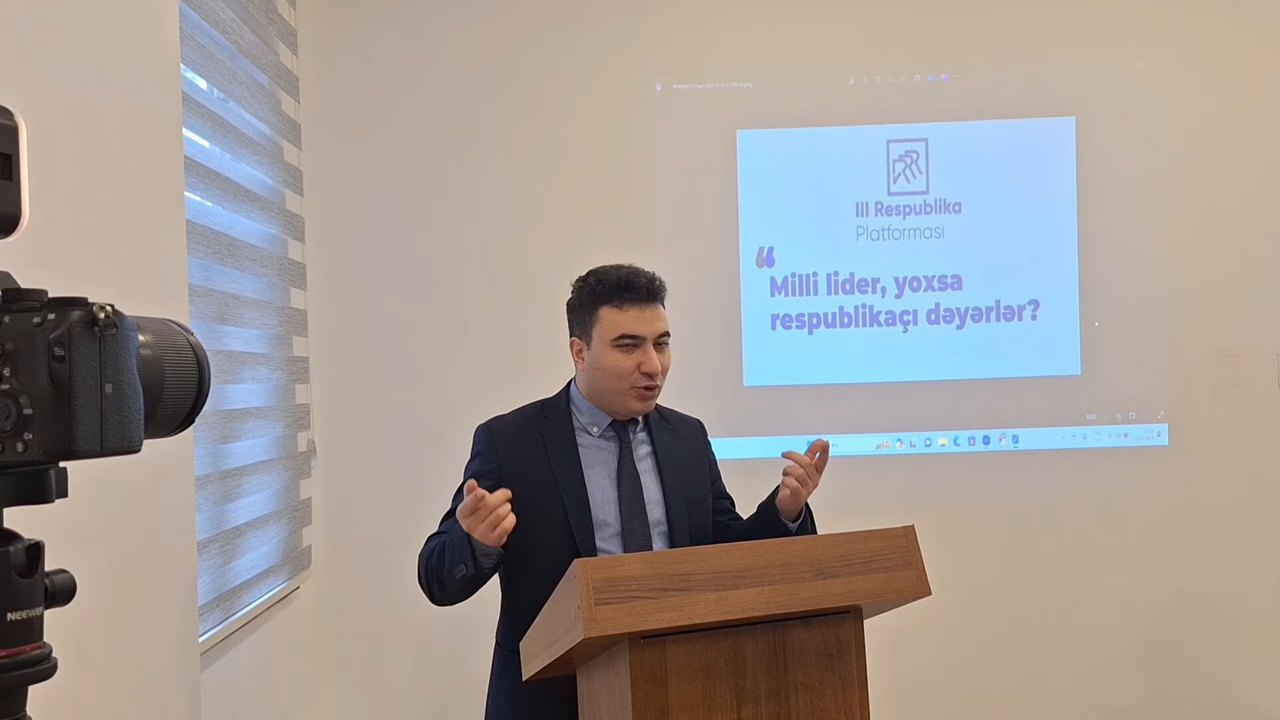 III Respublika
Platforması
“Milli lider, yoxsa
respublikaçı dəyərlər?
NEEWER